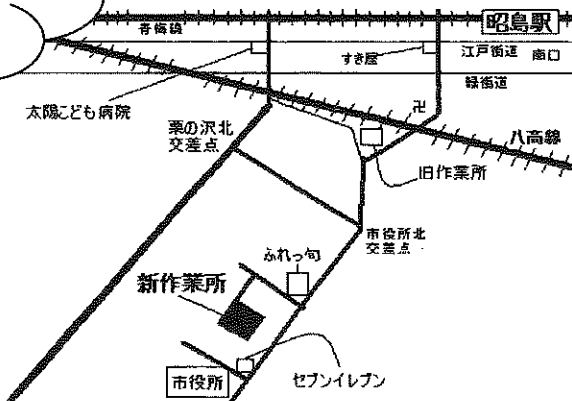 昭島駅
青梅線
すき屋
江戸街道 南口
緑街道
太陽こども病院
卍
栗の沢北
交差点
八高線
旧作業所
市役所北
交差点
ふれっ旬
新作業所
市役所
セブンイレブン